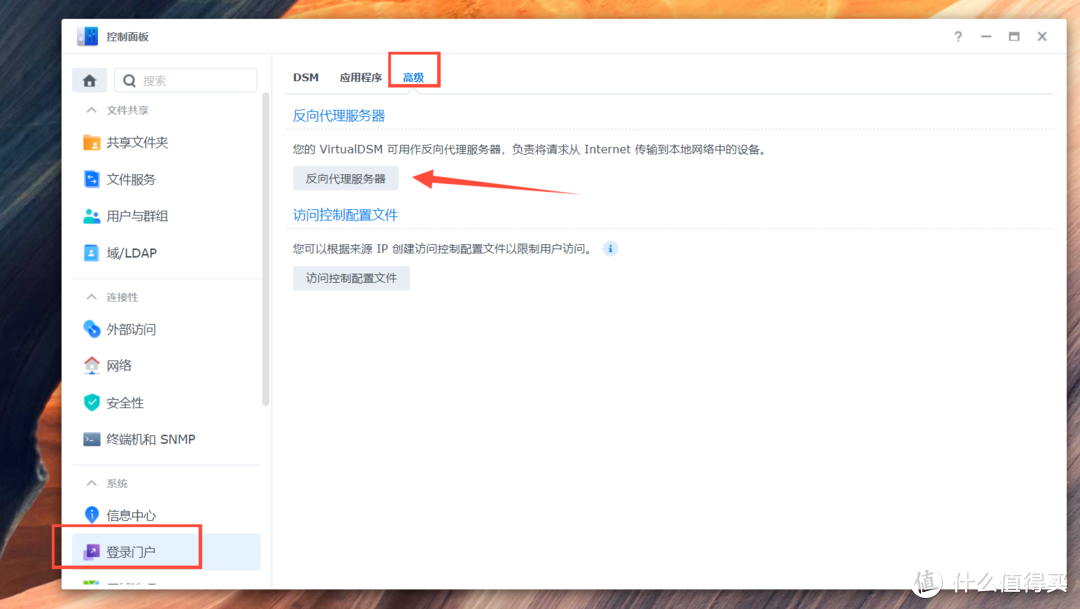 控制面板
搜索
文件共享
共享文件夹
文件服务
用户与群组
域/LDAP
连接性
外部访问
网络
安全性
终端机和 SNMP
系统
信息中心
登录门户
DSM 应用程序 高级
反向代理服务器
您的 VirtualDSM 可用作反向代理服务器，负责将请求从 Internet 传输到本地网络中的设备。
反向代理服务器
访问控制配置文件
您可以根据来源 IP 创建访问控制配置文件以限制用户访问。
访问控制配置文件
值 什么值得买